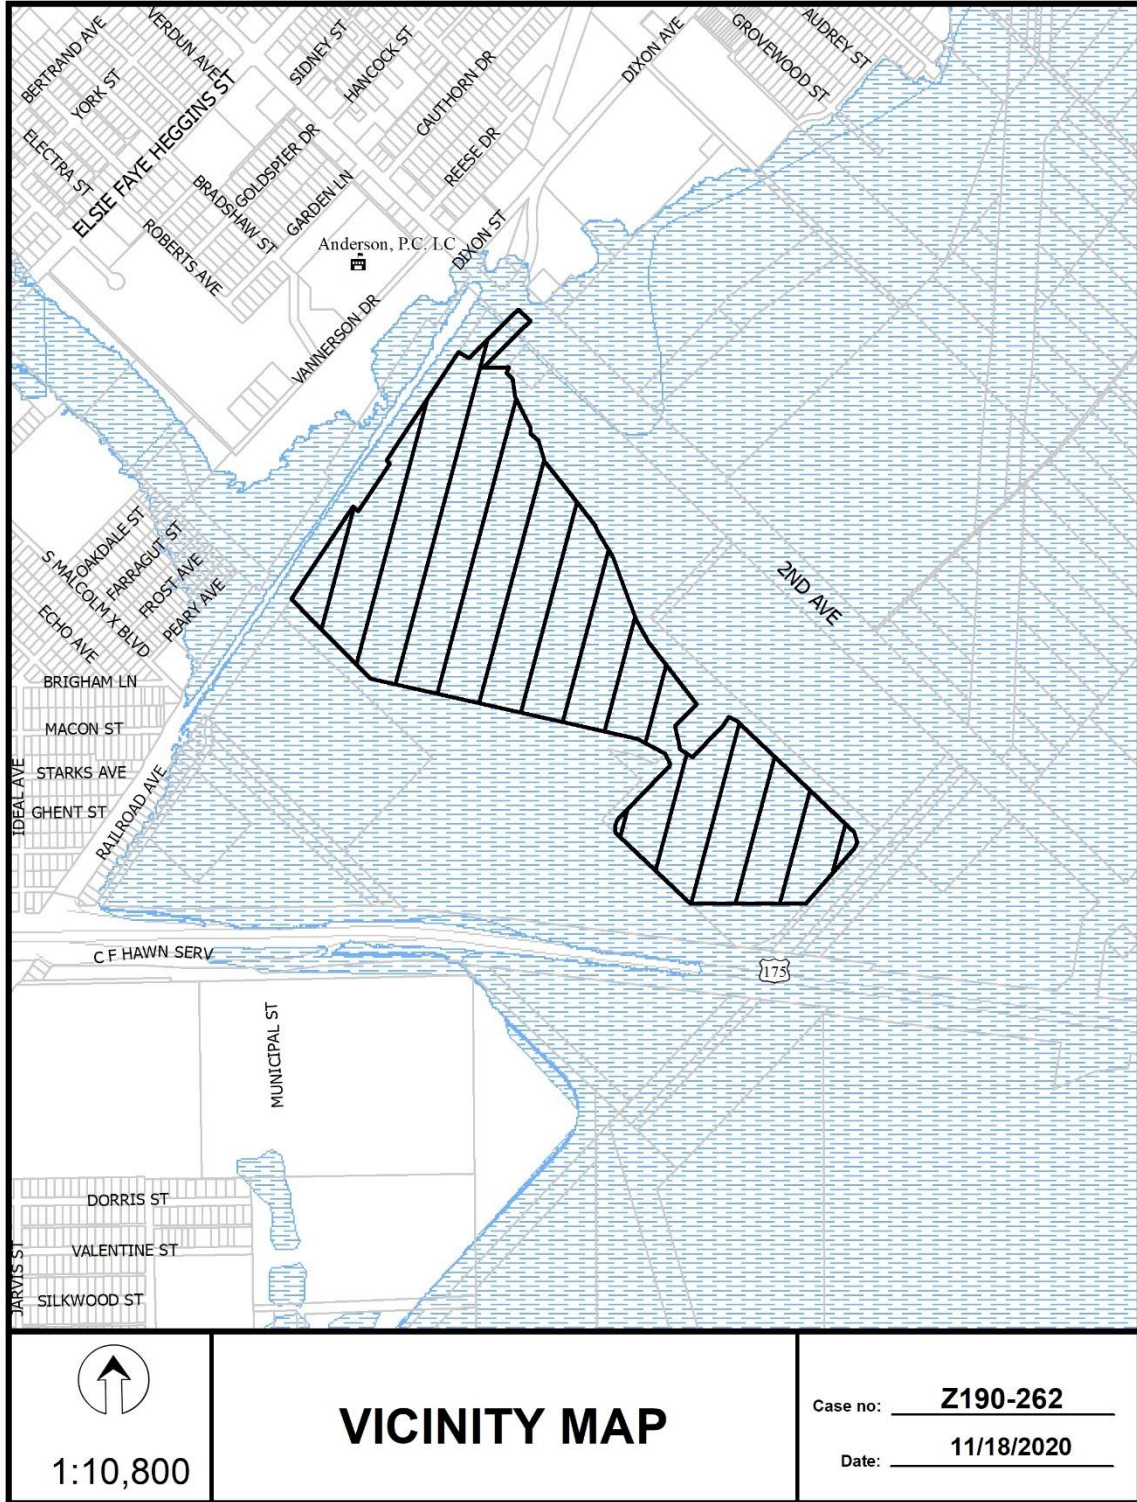 BERTRAND AVE
VERDUN AVE
YORK ST
ELECTRA ST
ELSIE FAYE HEGGINS ST
SIDNEY ST
HANCOCK ST
CAUTHORN DR
REESE DR
DIXON AVE
GROVEWOOD ST
AUDREY ST
GOLDSPIER DR
BRADSHAW ST
GARDEN LN
ROBERTS AVE
Anderson, P.C. LC
DIXON ST
VANNERSON DR
OAKDALE ST
FARRAGUT ST
FROST AVE
PEARY AVE
S MALCOLM X BLVD
ECHO AVE
2ND AVE
BRIGHAM LN
MACON ST
STARKS AVE
GHENT ST
IDEAL AVE
RAILROAD AVE
C F HAWN SERV
175
MUNICIPAL ST
DORRIS ST
VALENTINE ST
JARVIS ST
SILKWOOD ST
1:10,800
VICINITY MAP
Case no: Z190-262
Date: 11/18/2020